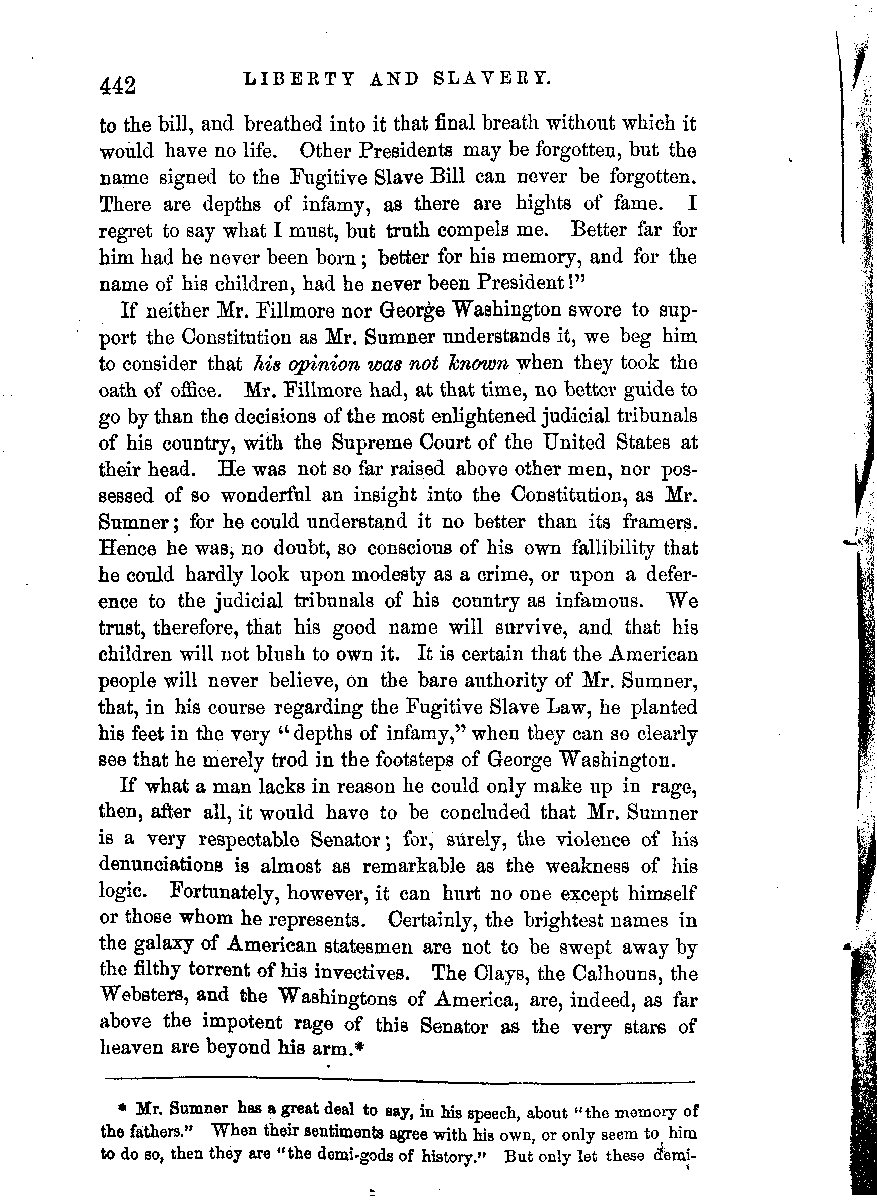 442 LIBERTY AND SLAVERY.
to the bill, and breathed into it that final breath without which it
would have no life. Other Presidents may be forgotten, but the
name signed to the Fugitive Slave Bill can never be forgotten.
There are depths of infamy, as there are hights of fame. I
regret to say what I must, but truth compels me. Better far for
him had he never been born; better for his memory, and for the
name of his children, had he never been President!"
If neither Mr. Fillmore nor George Washington swore to sup-
port the Constitution as Mr. Sumner understands it, we beg him
to consider that his opinion was not known when they took the
oath of office. Mr. Fillmore had, at that time, no better guide to
go by than the decisions of the most enlightened judicial tribunals
of his country, with the Supreme Court of the United States at
their head. He was not so far raised above other men, nor pos-
sessed of so wonderful an insight into the Constitution, as Mr.
Sumner; for he could understand it no better than its framers.
Hence he was, no doubt, so conscious of his own fallibility that
he could hardly look upon modesty as a crime, or upon a defer-
ence to the judicial tribunals of his country as infamous. We
trust, therefore, that his good name will survive, and that his
children will not blush to own it. It is certain that the American
people will never believe, on the bare authority of Mr. Sumner,
that, in his course regarding the Fugitive Slave Law, he planted
his feet in the very "depths of infamy," when they can so clearly
see that he merely trod in the footsteps of George Washington.
If what a man lacks in reason he could only make up in rage,
then, after all, it would have to be concluded that Mr. Sumner
is a very respectable Senator; for, surely, the violence of his
denunciations is almost as remarkable as the weakness of his
logic. Fortunately, however, it can hurt no one except himself
or those whom he represents. Certainly, the brightest names in
the galaxy of American statesmen are not to be swept away by
the filthy torrent of his invectives. The Clays, the Calhouns, the
Websters, and the Washingtons of America, are, indeed, as far
above the impotent rage of this Senator as the very stars of
heaven are beyond his arm.*
* Mr. Sumner has a great deal to say, in his speech, about "the memory of
the fathers." When their sentiments agree with his own, or only seem to him
to do so, then they are "the demi-gods of history." But only let these demi-